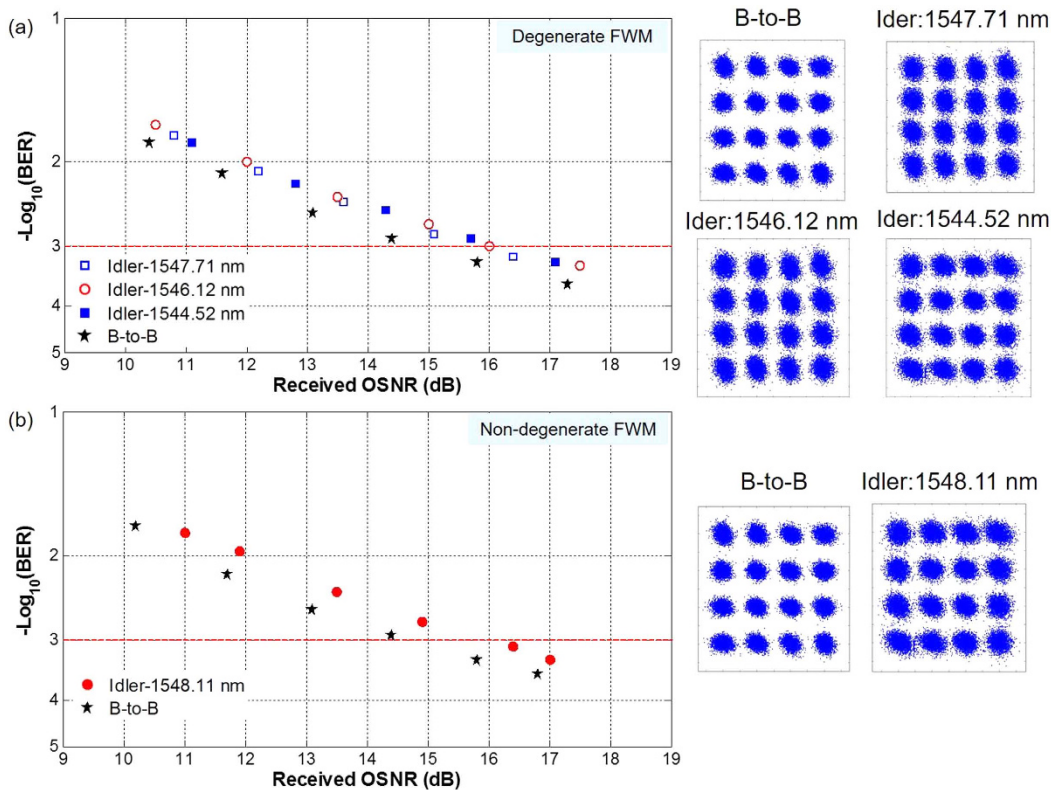 (a)
Degenerate FWM
-Log10(BER)
1
2
3
4
5
Idler-1547.71 nm
Idler-1546.12 nm
Idler-1544.52 nm
B-to-B
9 10 11 12 13 14 15 16 17 18 19
Received OSNR (dB)
B-to-B
Ider:1547.71 nm
Ider:1546.12 nm
Ider:1544.52 nm
(b)
Non-degenerate FWM
-Log10(BER)
1
2
3
4
5
Idler-1548.11 nm
B-to-B
9 10 11 12 13 14 15 16 17 18 19
Received OSNR (dB)
B-to-B
Idler:1548.11 nm